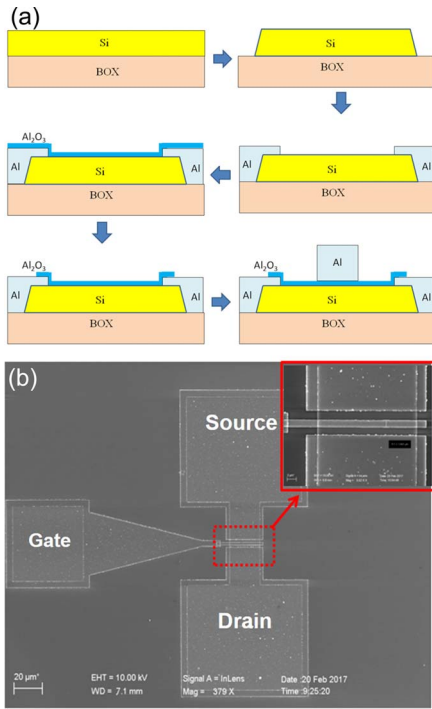 (a)
Si
BOX
Si
BOX
Al₂O₃
Al
Si
Al
BOX
Al
Al
Si
BOX
Al₂O₃
Al
Si
Al
BOX
Al₂O₃
Al
Al
Si
Al
BOX
(b)
Source
Gate
Drain
20 µm
EHT = 10.00 kV
WD = 7.1 mm
Signal A = InLens
Mag = 379 X
Date :20 Feb 2017
Time :9:25:20